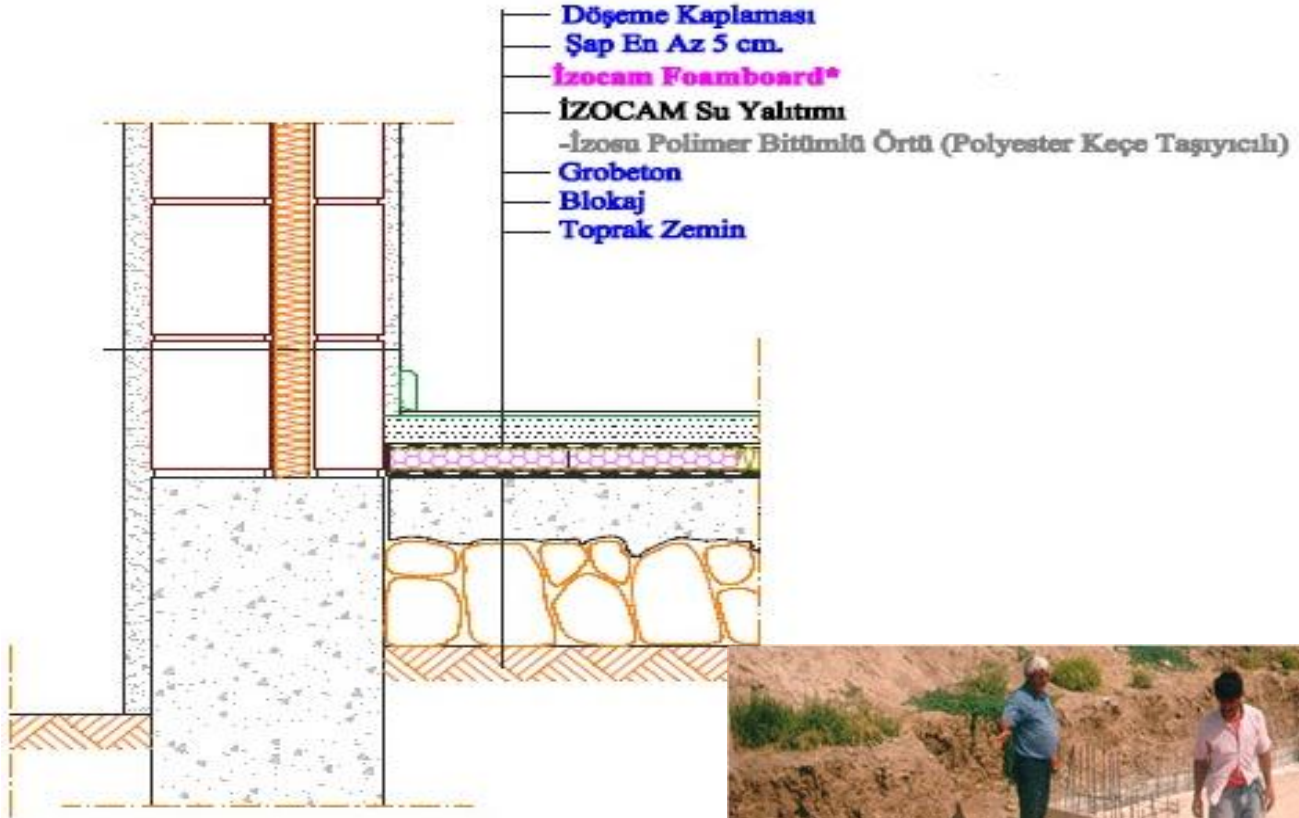 Döşeme Kaplaması
Şap En Az 5 cm.
İzocam Foamboard*
İZOCAM Su Yalıtımı
-İzosu Polimer Bitümlü Örtü (Polyester Keçe Taşıyıcılı)
Grobeton
Blokaj
Toprak Zemin